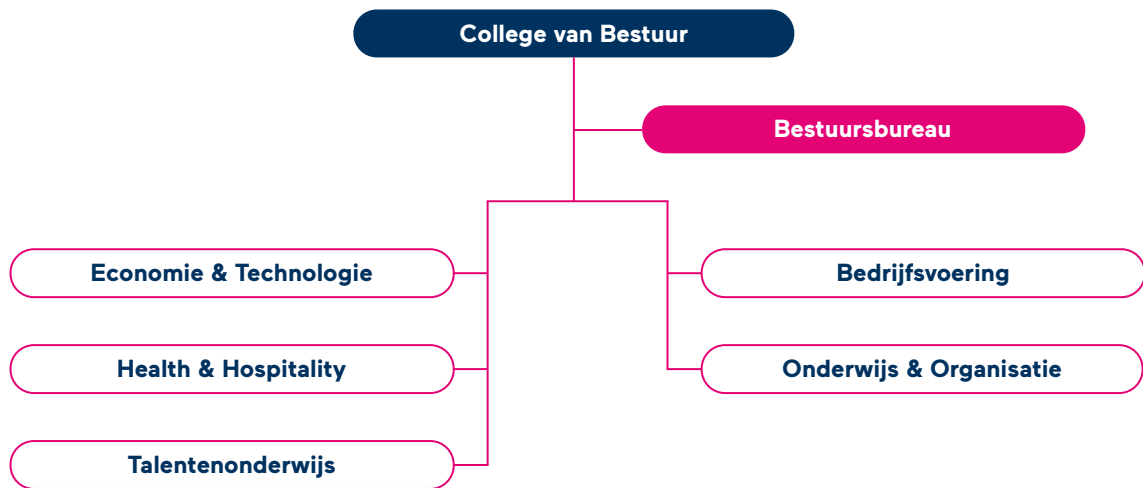 College van Bestuur
Bestuursbureau
Economie & Technologie
Bedrijfsvoering
Health & Hospitality
Onderwijs & Organisatie
Talentenonderwijs